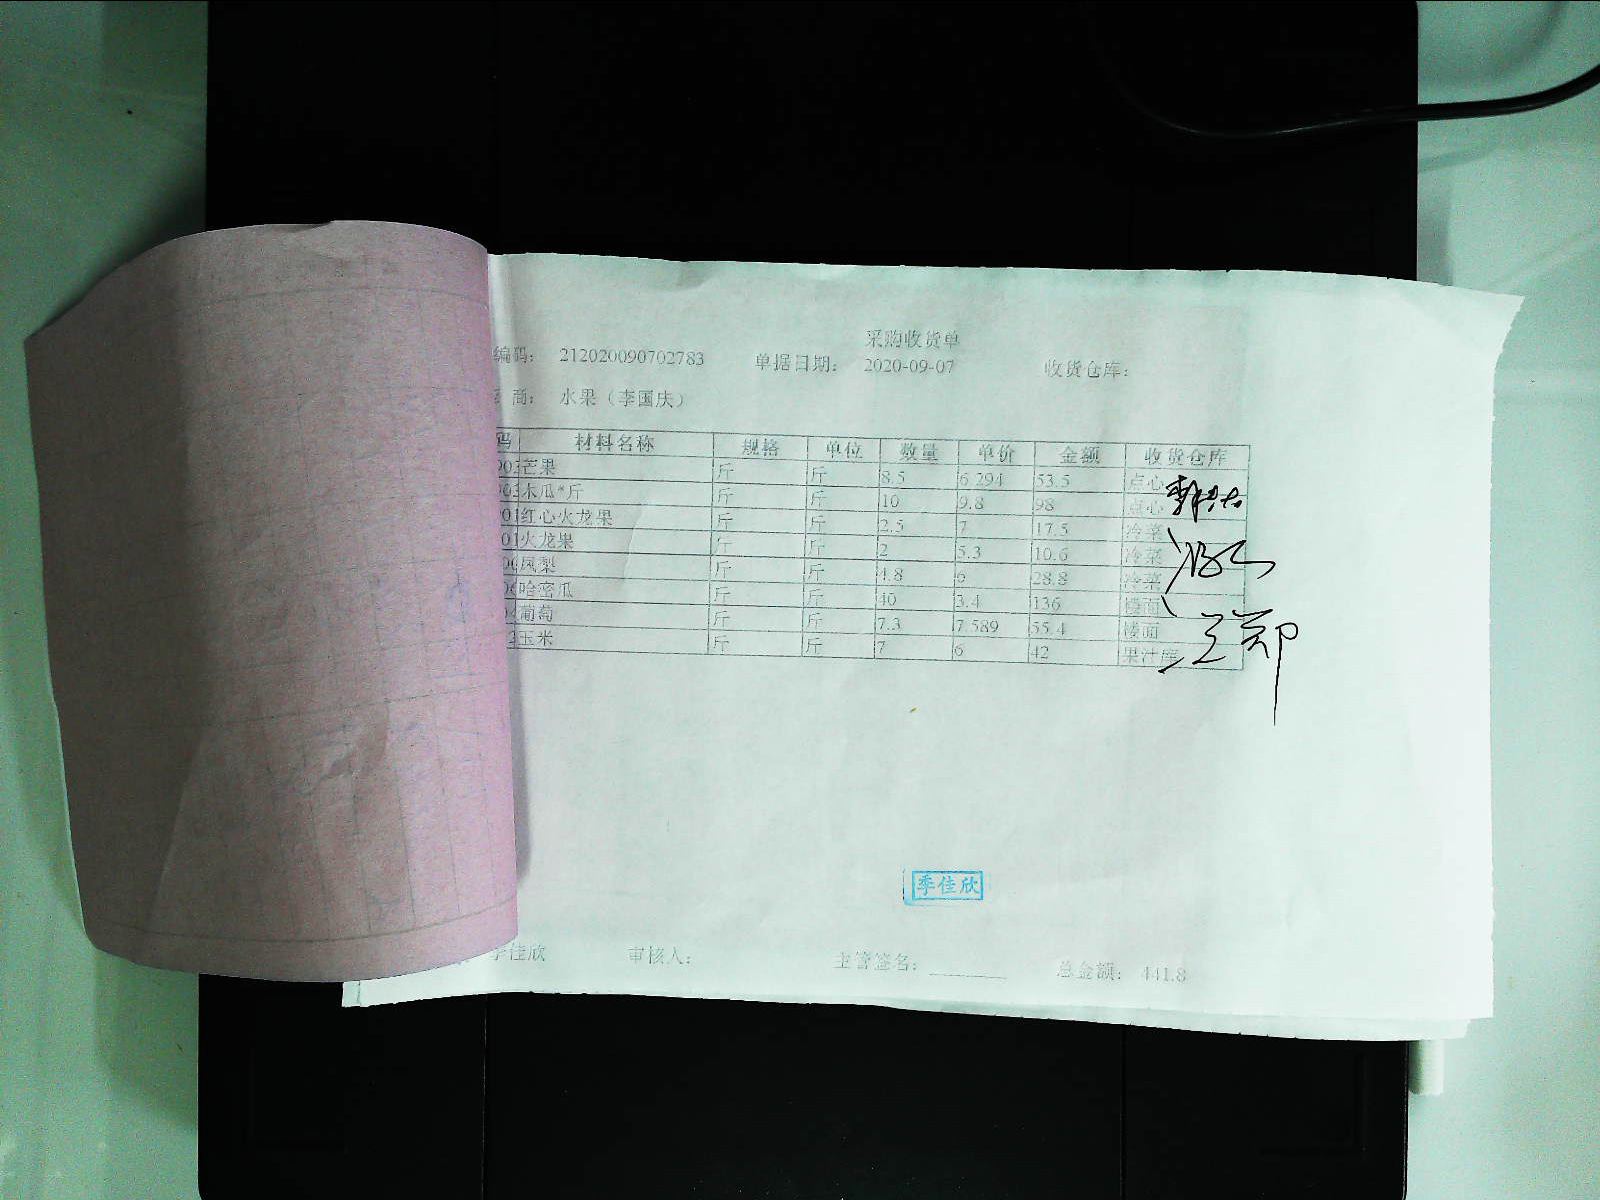 采购收货单
编码： 212020090702783 单据日期： 2020-09-07 收货仓库：
商： 水果（李国庆）
码 材料名称 规格 单位 数量 单价 金额 收货仓库
芒果 斤 斤 8.5 6.294 53.5 点心
木瓜*斤 斤 斤 10 9.8 98 点心
红心火龙果 斤 斤 2.5 7 17.5 冷菜
火龙果 斤 斤 2 5.3 10.6 冷菜
凤梨 斤 斤 4.8 6 28.8 冷菜
哈密瓜 斤 斤 40 3.4 136 楼面
葡萄 斤 斤 7.3 7.589 55.4 楼面
玉米 斤 斤 7 6 42 果汁库
季佳欣
季佳欣 审核人： 主管签名： 总金额： 441.8